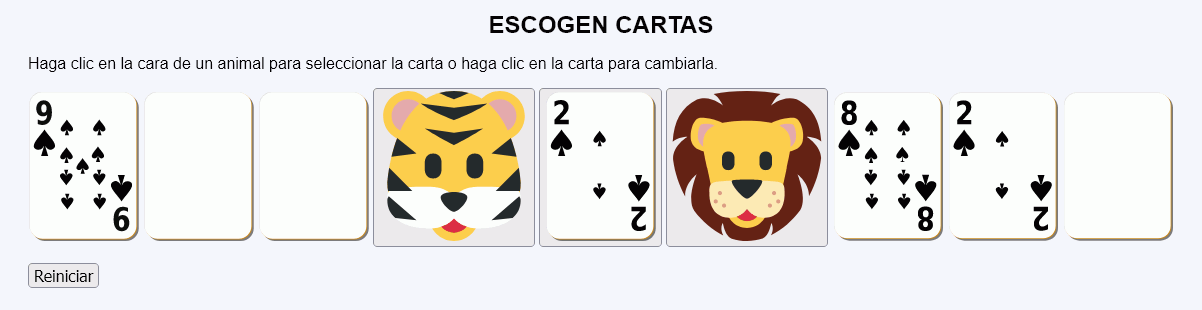 ESCOGEN CARTAS
Haga clic en la cara de un animal para seleccionar la carta o haga clic en la carta para cambiarla.
9 2 8 2
9 2 8 2
Reiniciar